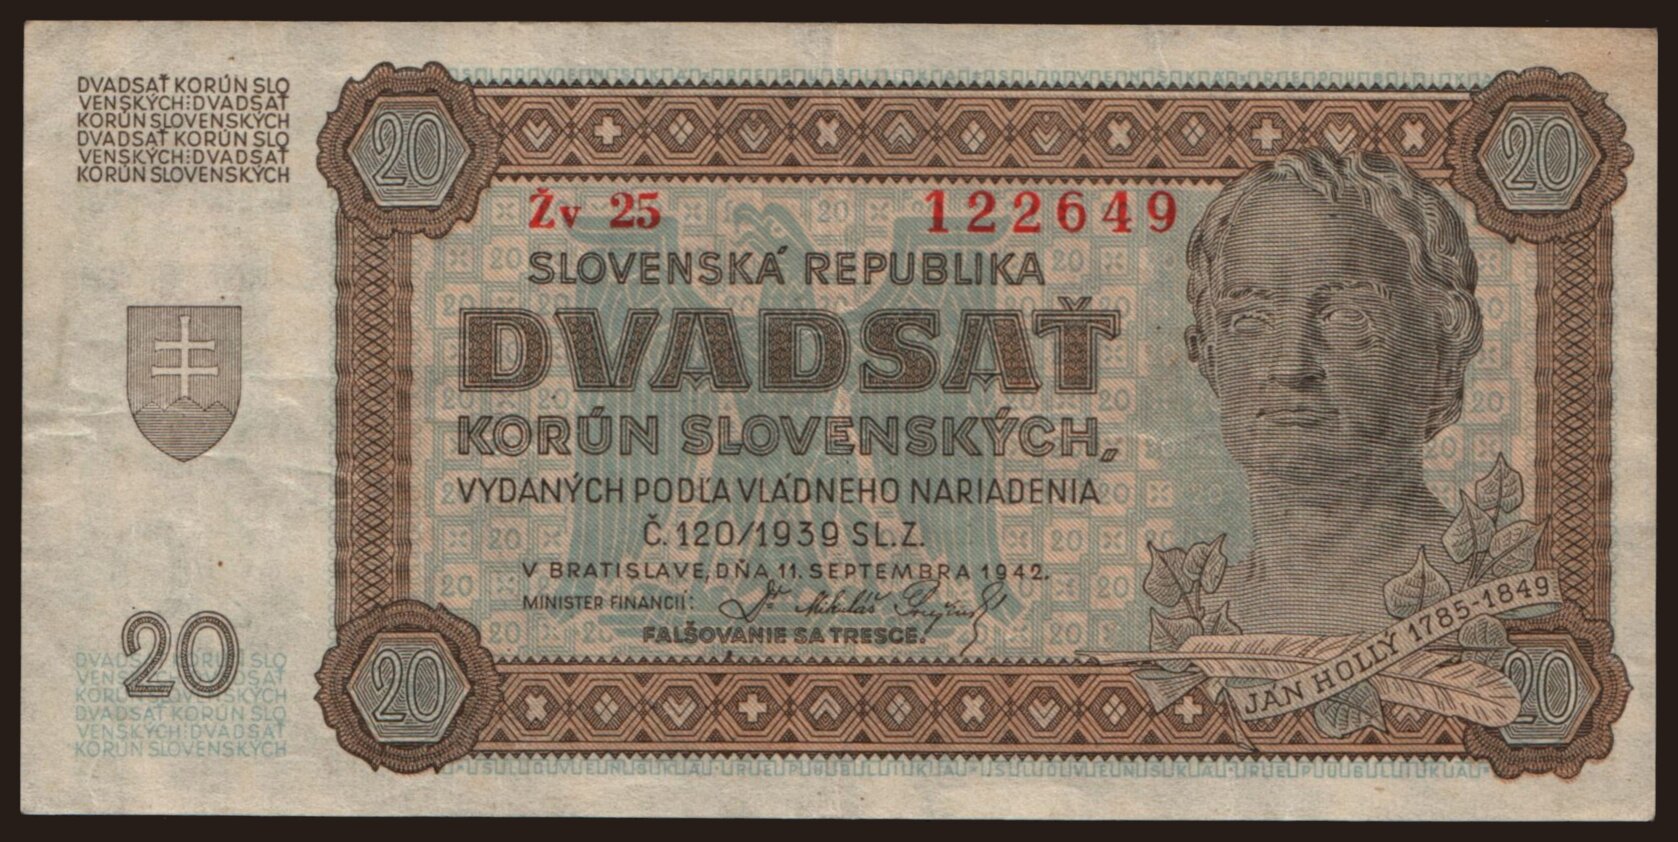 DVADSAŤ KORÚN SLO
VENSKÝCH⁝DVADSAŤ
KORÚN SLOVENSKÝCH
DVADSAŤ KORÚN SLO
VENSKÝCH⁝DVADSAŤ
KORÚN SLOVENSKÝCH
20
20
Žv 25 122649
SLOVENSKÁ REPUBLIKA
DVADSAŤ
KORÚN SLOVENSKÝCH,
VYDANÝCH PODĽA VLÁDNEHO NARIADENIA
Č. 120/1939 SL. Z.
V BRATISLAVE, DŇA 11. SEPTEMBRA 1942.
MINISTER FINANCIÍ: Dr. Mikuláš Pružinský
FALŠOVANIE SA TRESCE.
JÁN HOLLÝ 1785-1849
20
DVADSAŤ KORÚN SLO
VENSKÝCH⁝DVADSAŤ
KORÚN SLOVENSKÝCH
DVADSAŤ KORÚN SLO
VENSKÝCH⁝DVADSAŤ
KORÚN SLOVENSKÝCH
20
20